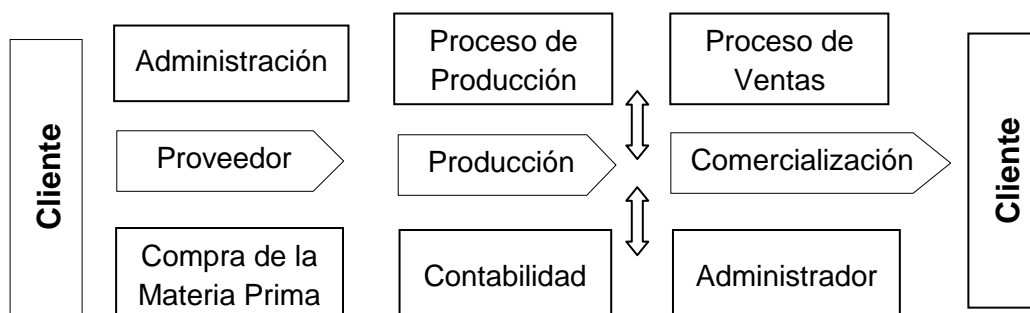 Cliente
Administración
Proceso de
Producción
Proceso de
Ventas
Proveedor
Producción
Comercialización
Compra de la
Materia Prima
Contabilidad
Administrador
Cliente